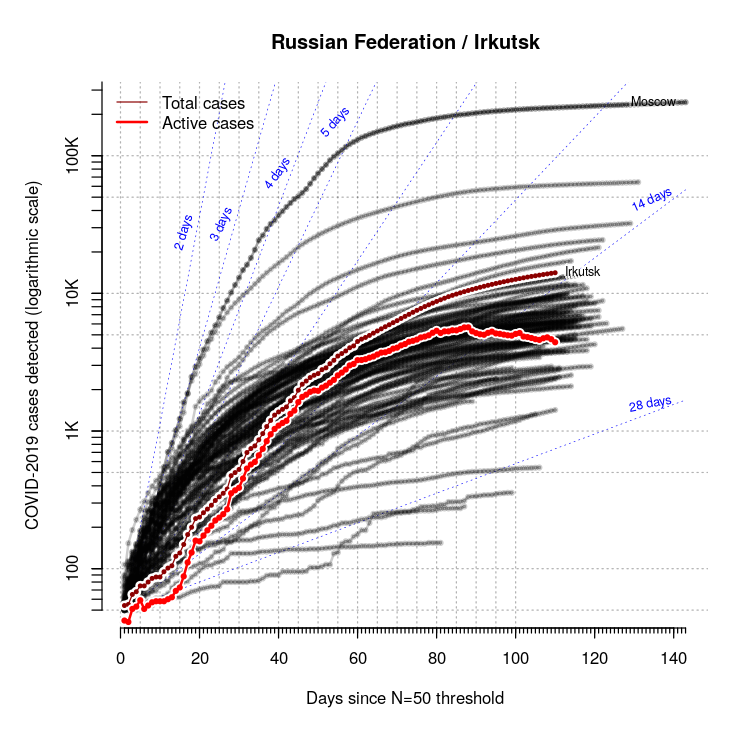 Russian Federation / Irkutsk
Total cases
Active cases
2 days
3 days
4 days
5 days
14 days
28 days
Moscow
Irkutsk
COVID-2019 cases detected (logarithmic scale)
100K
10K
1K
100
0 20 40 60 80 100 120 140
Days since N=50 threshold